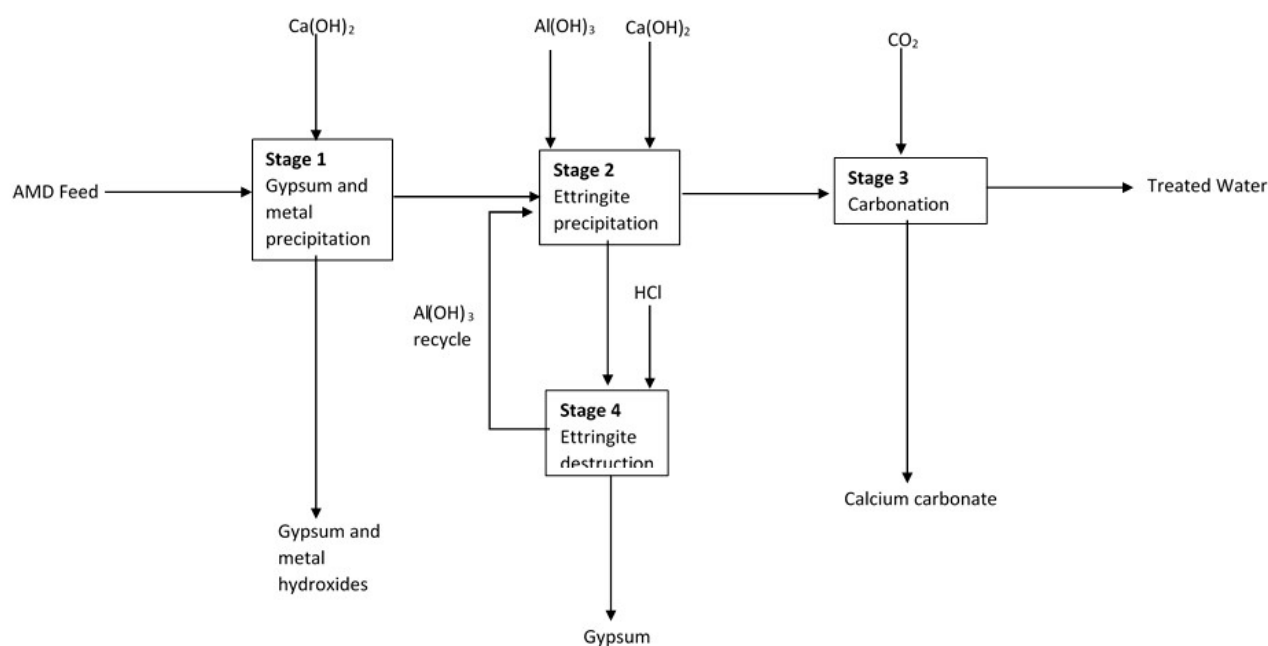 Ca(OH)₂
Al(OH)₃
Ca(OH)₂
CO₂
AMD Feed
Stage 1
Gypsum and
metal
precipitation
Stage 2
Ettringite
precipitation
Stage 3
Carbonation
Treated Water
Al(OH)₃
recycle
HCl
Stage 4
Ettringite
destruction
Gypsum and
metal
hydroxides
Calcium carbonate
Gypsum